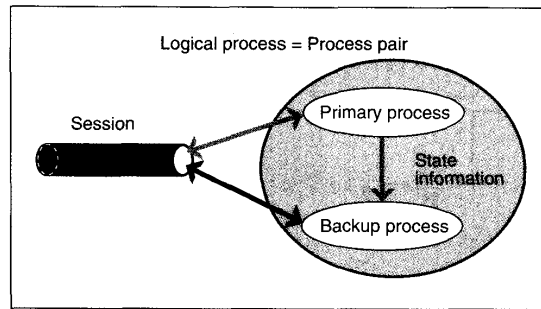 Logical process = Process pair
Session
Primary process
State
information
Backup process